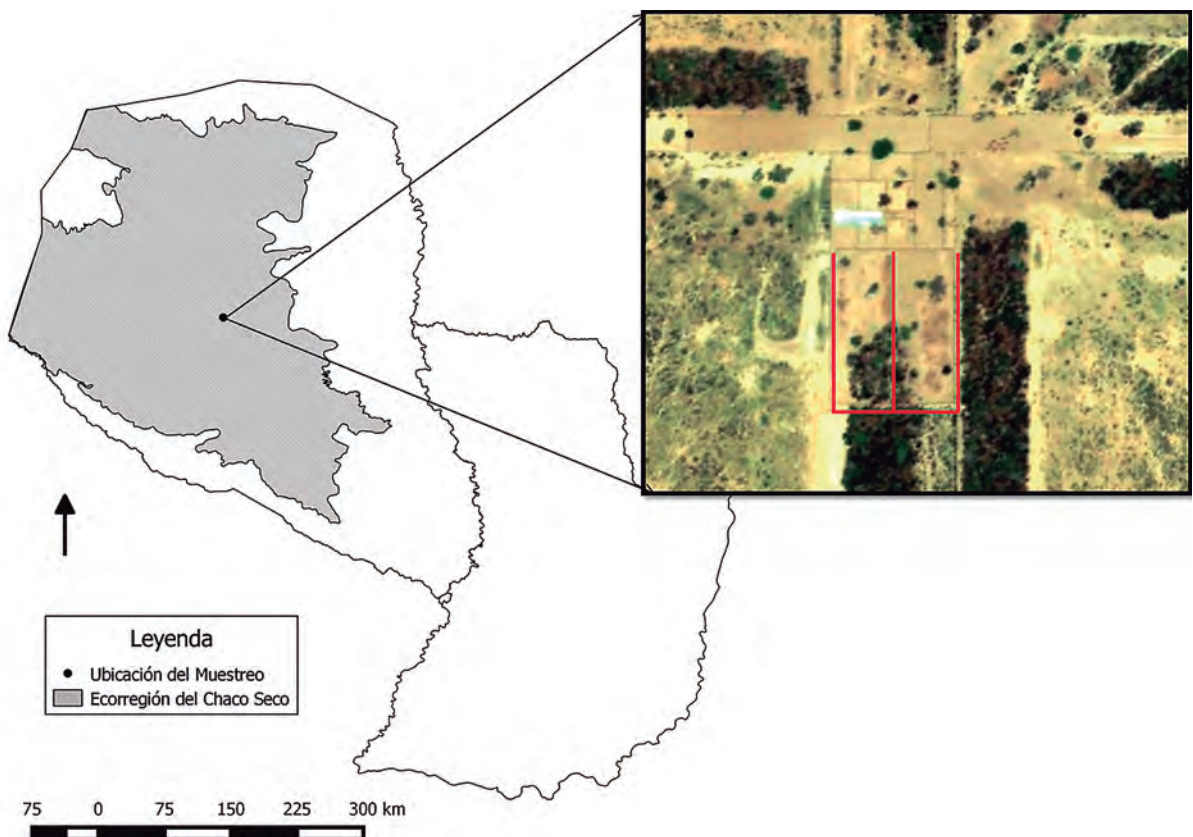 Leyenda
Ubicación del Muestreo
Ecorregión del Chaco Seco
75 0 75 150 225 300 km